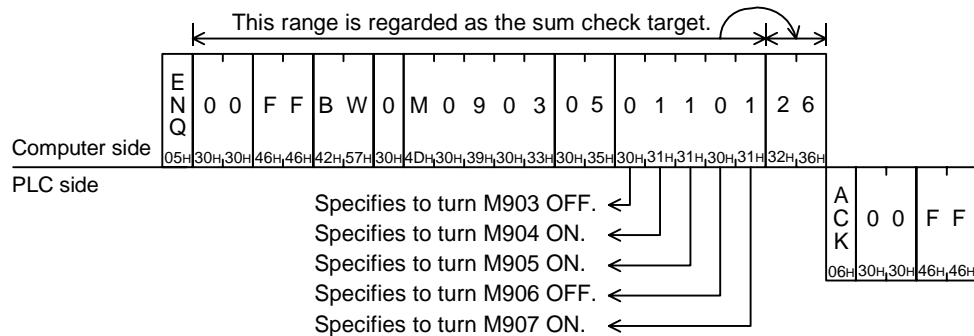 This range is regarded as the sum check target.
E N Q 0 0 F F B W 0 M 0 9 0 3 0 5 0 1 1 0 1 2 6
Computer side 05H 30H 30H 46H 46H 42H 57H 30H 4DH 30H 39H 30H 33H 30H 35H 30H 31H 31H 30H 31H 32H 36H
PLC side
Specifies to turn M903 OFF.
Specifies to turn M904 ON.
Specifies to turn M905 ON.
Specifies to turn M906 OFF.
Specifies to turn M907 ON.
A C K 0 0 F F
06H 30H 30H 46H 46H